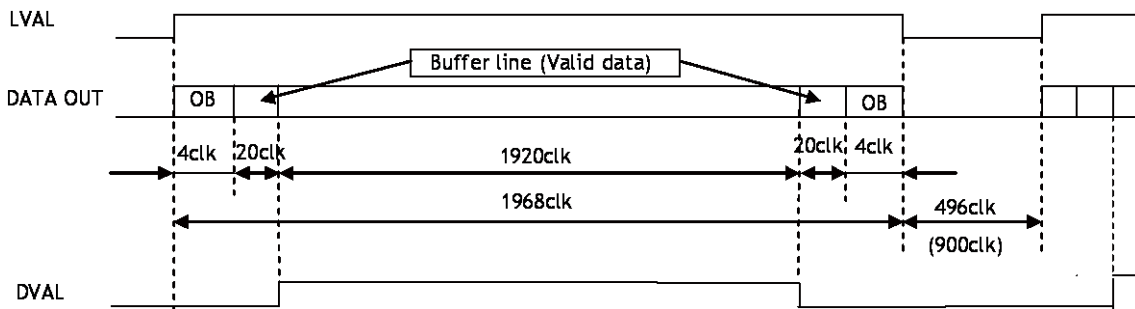 LVAL
Buffer line (Valid data)
DATA OUT
OB
OB
4clk
20clk
1920clk
20clk
4clk
1968clk
496clk
(900clk)
DVAL